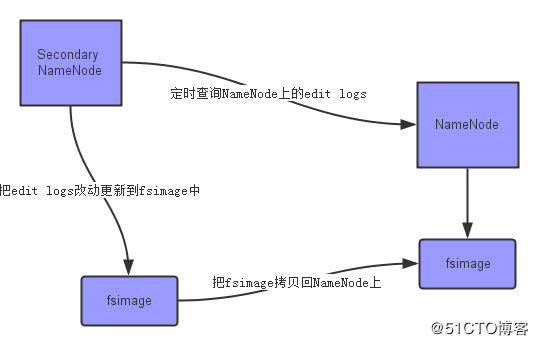 Secondary
NameNode
定时查询NameNode上的edit logs
NameNode
把edit logs改动更新到fsimage中
fsimage
fsimage
把fsimage拷贝回NameNode上
@51CTO博客